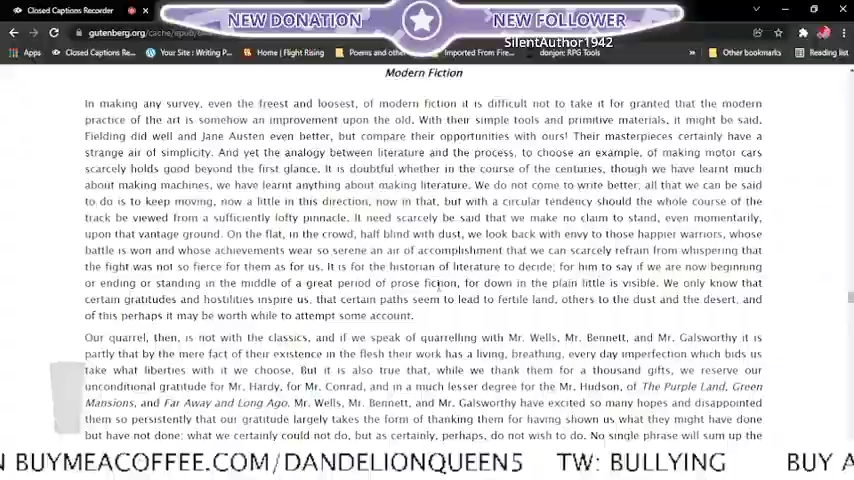 Closed Captions Recorder
NEW DONATION
NEW FOLLOWER
SilentAuthor1942
gutenberg.org/cache/epub/
Apps
Closed Captions Rec...
Your Site : Writing P...
Home | Flight Rising
Poems and other...
Imported From Fire...
donjon; RPG Tools
Other bookmarks
Reading list
Modern Fiction
In making any survey, even the freest and loosest, of modern fiction it is difficult not to take it for granted that the modern
practice of the art is somehow an improvement upon the old. With their simple tools and primitive materials, it might be said,
Fielding did well and Jane Austen even better, but compare their opportunities with ours! Their masterpieces certainly have a
strange air of simplicity. And yet the analogy between literature and the process, to choose an example, of making motor cars
scarcely holds good beyond the first glance. It is doubtful whether in the course of the centuries, though we have learnt much
about making machines, we have learnt anything about making literature. We do not come to write better; all that we can be said
to do is to keep moving, now a little in this direction, now in that, but with a circular tendency should the whole course of the
track be viewed from a sufficiently lofty pinnacle. It need scarcely be said that we make no claim to stand, even momentarily,
upon that vantage ground. On the flat, in the crowd, half blind with dust, we look back with envy to those happier warriors, whose
battle is won and whose achievements wear so serene an air of accomplishment that we can scarcely refrain from whispering that
the fight was not so fierce for them as for us. It is for the historian of literature to decide; for him to say if we are now beginning
or ending or standing in the middle of a great period of prose fiction, for down in the plain little is visible. We only know that
certain gratitudes and hostilities inspire us; that certain paths seem to lead to fertile land, others to the dust and the desert; and
of this perhaps it may be worth while to attempt some account.
Our quarrel, then, is not with the classics, and if we speak of quarrelling with Mr. Wells, Mr. Bennett, and Mr. Galsworthy it is
partly that by the mere fact of their existence in the flesh their work has a living, breathing, every day imperfection which bids us
take what liberties with it we choose. But it is also true that, while we thank them for a thousand gifts, we reserve our
unconditional gratitude for Mr. Hardy, for Mr. Conrad, and in a much lesser degree for the Mr. Hudson, of The Purple Land, Green
Mansions, and Far Away and Long Ago. Mr. Wells, Mr. Bennett, and Mr. Galsworthy have excited so many hopes and disappointed
them so persistently that our gratitude largely takes the form of thanking them for having shown us what they might have done
but have not done; what we certainly could not do, but as certainly, perhaps, do not wish to do. No single phrase will sum up the
N BUYMEACOFFEE.COM/DANDELIONQUEEN5 TW: BULLYING BUY A